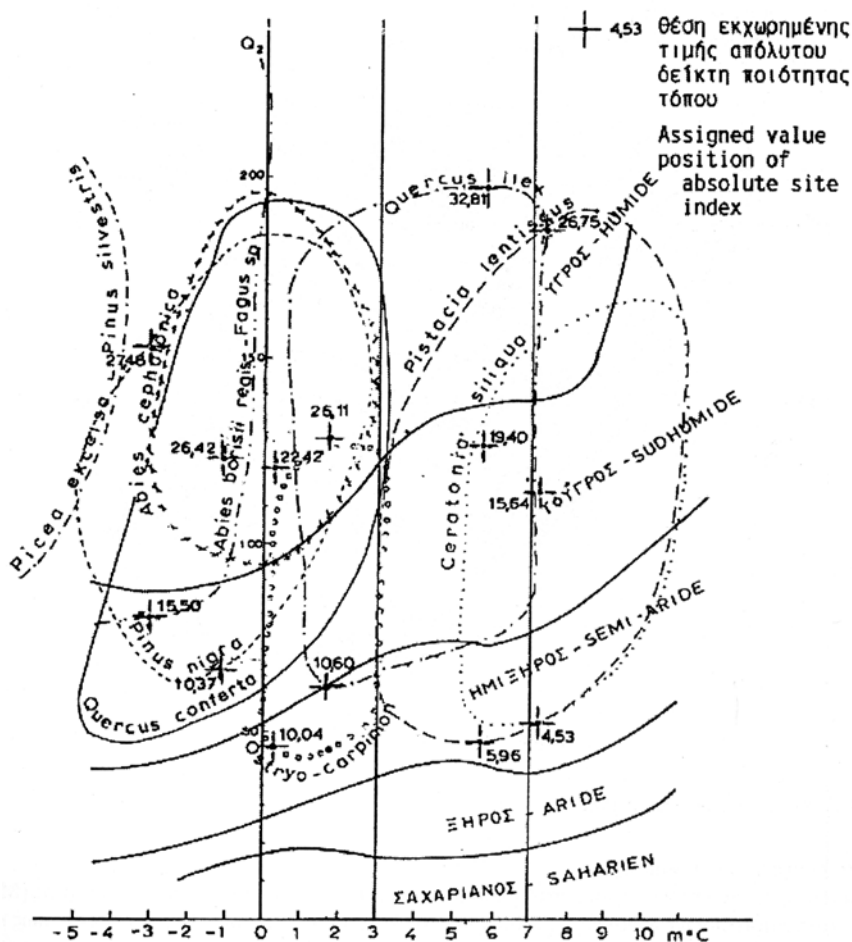 Q₂
4,53 θέση εκχωρημένης
τιμής απόλυτου
δείκτη ποιότητας
τόπου
Assigned value
position of
absolute site
index
200
150
100
50
Picea excelsa - Pinus silvestris
Abies cephalonica
Abies borisii regis - Fagus sp
Quercus ilex
Pistacia lentissus
Ceratonia siliqua
Pinus nigra
Quercus conferta
Ostryo-carpinion
ΥΓΡΟΣ - HUMIDE
ΥΟΥΓΡΟΣ - SUDHUMIDE
ΗΜΙΞΗΡΟΣ - SEMI-ARIDE
ΞΗΡΟΣ - ARIDE
ΣΑΧΑΡΙΑΝΟΣ - SAHARIEN
32,81
26,75
27,48
26,11
26,42
22,42
19,40
15,64
15,50
10,37
10,60
10,04
5,96
4,53
-5 -4 -3 -2 -1 0 1 2 3 4 5 6 7 8 9 10 m°C